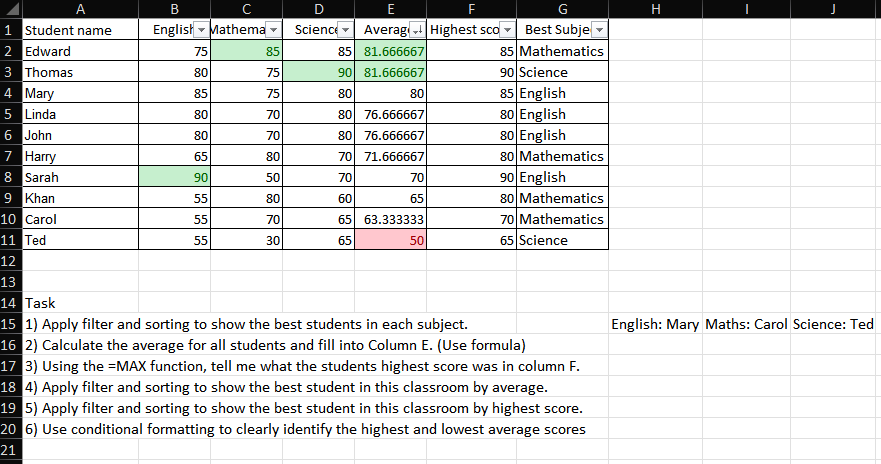 A B C D E F G H I J
1 Student name English Mathema Science Average Highest sco Best Subje
2 Edward 75 85 85 81.666667 85 Mathematics
3 Thomas 80 75 90 81.666667 90 Science
4 Mary 85 75 80 80 85 English
5 Linda 80 70 80 76.666667 80 English
6 John 80 70 80 76.666667 80 English
7 Harry 65 80 70 71.666667 80 Mathematics
8 Sarah 90 50 70 70 90 English
9 Khan 55 80 60 65 80 Mathematics
10 Carol 55 70 65 63.333333 70 Mathematics
11 Ted 55 30 65 50 65 Science
12
13
14 Task
15 1) Apply filter and sorting to show the best students in each subject. English: Mary Maths: Carol Science: Ted
16 2) Calculate the average for all students and fill into Column E. (Use formula)
17 3) Using the =MAX function, tell me what the students highest score was in column F.
18 4) Apply filter and sorting to show the best student in this classroom by average.
19 5) Apply filter and sorting to show the best student in this classroom by highest score.
20 6) Use conditional formatting to clearly identify the highest and lowest average scores
21